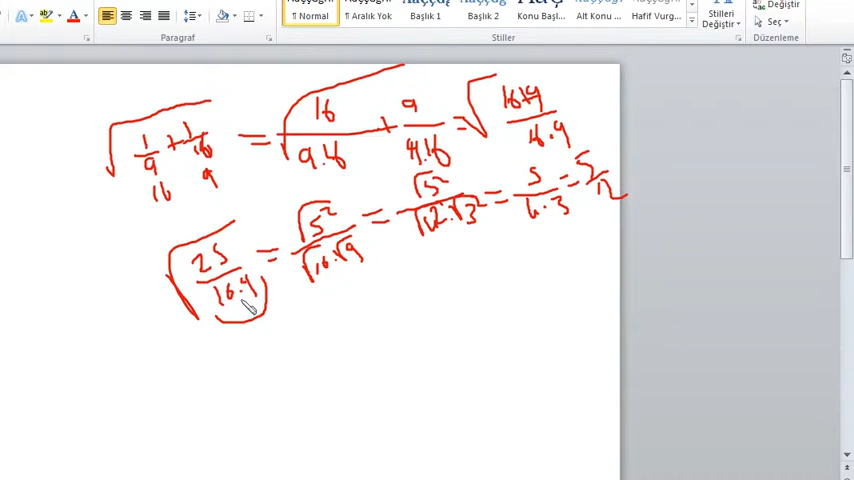 Değiştir
¶ Normal ¶ Aralık Yok Başlık 1 Başlık 2 Konu Başl... Alt Konu ... Hafif Vurg... Stilleri Değiştir Seç
Paragraf Stiller Düzenleme
√(1/9 + 1/16) = √(16/(9.16) + 9/(9.16)) = √((16+9)/(16.9))
16 9
√(25/(16.9)) = √5²/(√16.√9) = √5²/(√4².√3²) = 5/(4.3) = 5/12